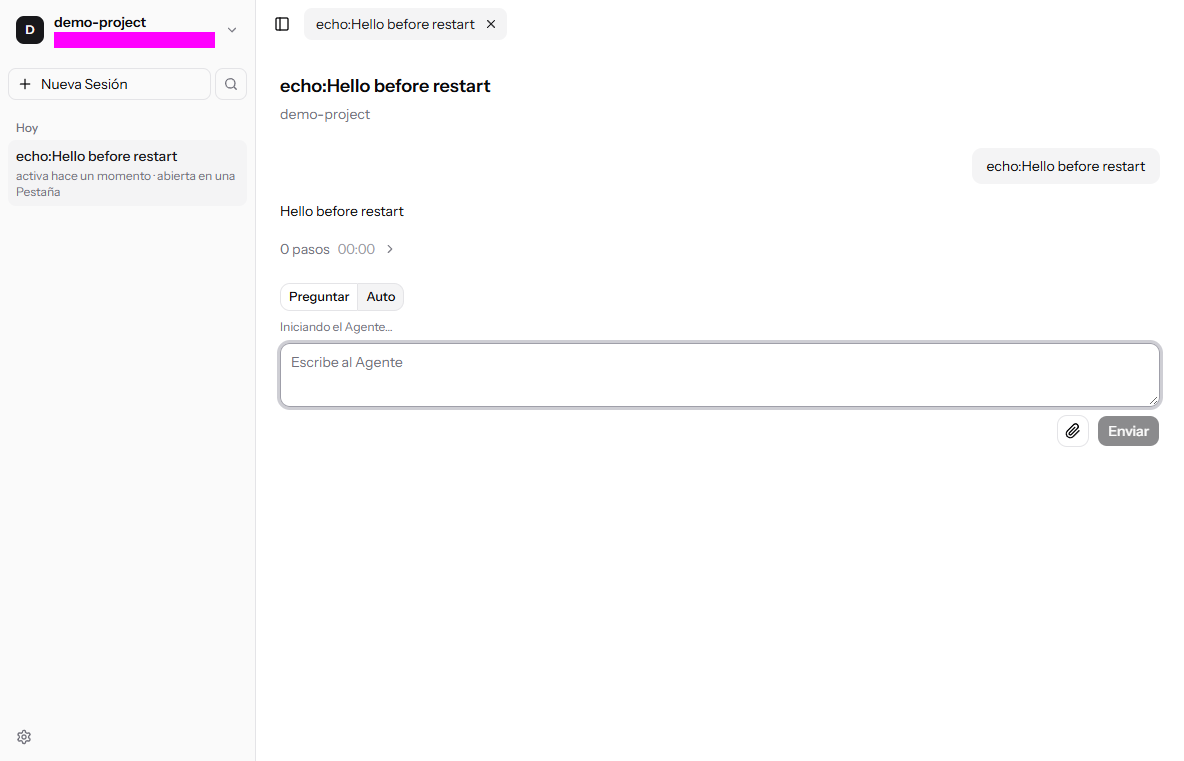 D
demo-project
Nueva Sesión
Hoy
echo:Hello before restart
activa hace un momento · abierta en una
Pestaña
echo:Hello before restart
echo:Hello before restart
demo-project
echo:Hello before restart
Hello before restart
0 pasos 00:00
Preguntar Auto
Iniciando el Agente...
Escribe al Agente
Enviar